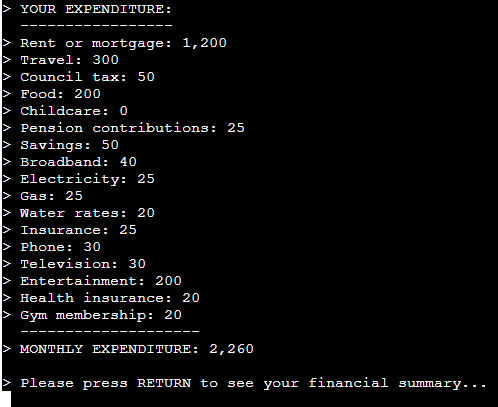 > YOUR EXPENDITURE:
-----------------
> Rent or mortgage: 1,200
> Travel: 300
> Council tax: 50
> Food: 200
> Childcare: 0
> Pension contributions: 25
> Savings: 50
> Broadband: 40
> Electricity: 25
> Gas: 25
> Water rates: 20
> Insurance: 25
> Phone: 30
> Television: 30
> Entertainment: 200
> Health insurance: 20
> Gym membership: 20
--------------------
> MONTHLY EXPENDITURE: 2,260
> Please press RETURN to see your financial summary...